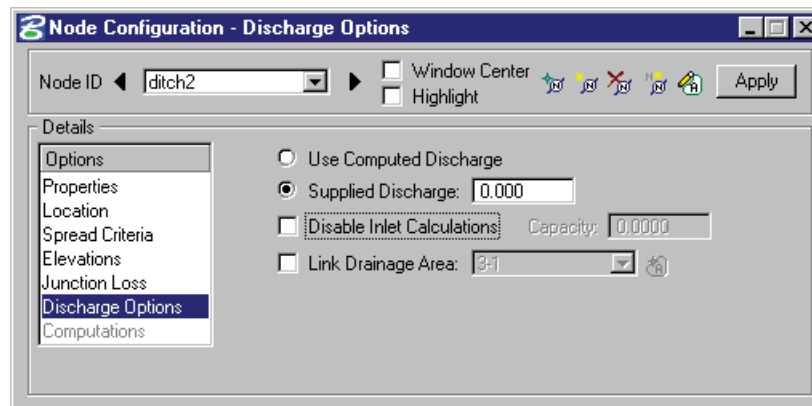 Node Configuration - Discharge Options
Node ID ditch2 Window Center Apply
Highlight
Details
Options
Properties
Location
Spread Criteria
Elevations
Junction Loss
Discharge Options
Computations
Use Computed Discharge
Supplied Discharge: 0.000
Disable Inlet Calculations Capacity: 0.0000
Link Drainage Area: 3-1